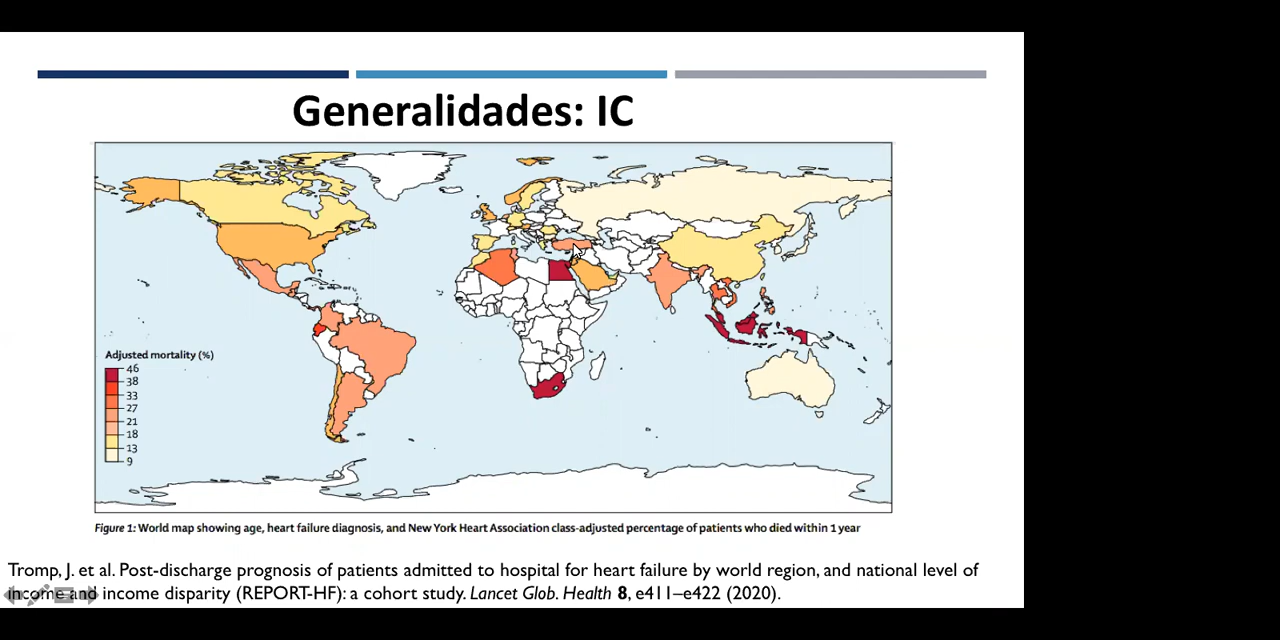 Generalidades: IC
Adjusted mortality (%)
46
38
33
27
21
18
13
9
Figure 1: World map showing age, heart failure diagnosis, and New York Heart Association class-adjusted percentage of patients who died within 1 year
Tromp, J. et al. Post-discharge prognosis of patients admitted to hospital for heart failure by world region, and national level of
income and income disparity (REPORT-HF): a cohort study. Lancet Glob. Health 8, e411–e422 (2020).